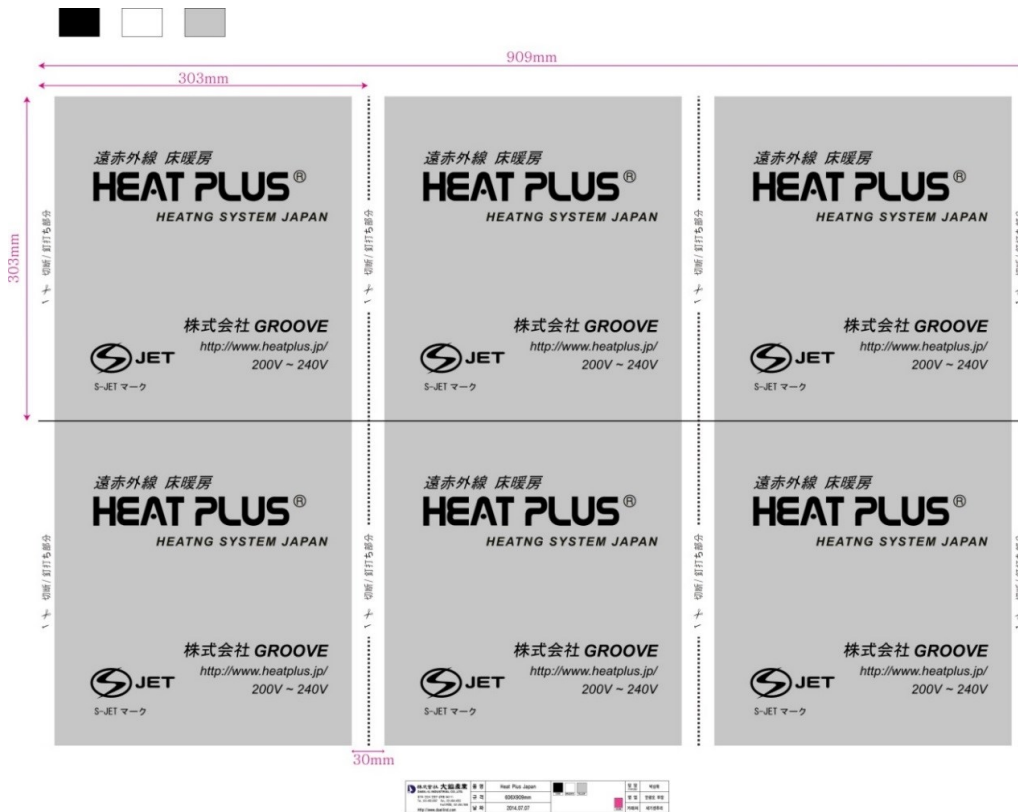 909mm
303mm
303mm
遠赤外線 床暖房
HEAT PLUS®
HEATNG SYSTEM JAPAN
株式会社 GROOVE
http://www.heatplus.jp/
200V ~ 240V
JET
S-JET マーク
遠赤外線 床暖房
HEAT PLUS®
HEATNG SYSTEM JAPAN
株式会社 GROOVE
http://www.heatplus.jp/
200V ~ 240V
JET
S-JET マーク
遠赤外線 床暖房
HEAT PLUS®
HEATNG SYSTEM JAPAN
株式会社 GROOVE
http://www.heatplus.jp/
200V ~ 240V
JET
S-JET マーク
切断/釘打ち部分
切断/釘打ち部分
切断/釘打ち部分
遠赤外線 床暖房
HEAT PLUS®
HEATNG SYSTEM JAPAN
株式会社 GROOVE
http://www.heatplus.jp/
200V ~ 240V
JET
S-JET マーク
遠赤外線 床暖房
HEAT PLUS®
HEATNG SYSTEM JAPAN
株式会社 GROOVE
http://www.heatplus.jp/
200V ~ 240V
JET
S-JET マーク
遠赤外線 床暖房
HEAT PLUS®
HEATNG SYSTEM JAPAN
株式会社 GROOVE
http://www.heatplus.jp/
200V ~ 240V
JET
S-JET マーク
切断/釘打ち部分
切断/釘打ち部分
切断/釘打ち部分
30mm
Heat Plus Japan
2014.07.07